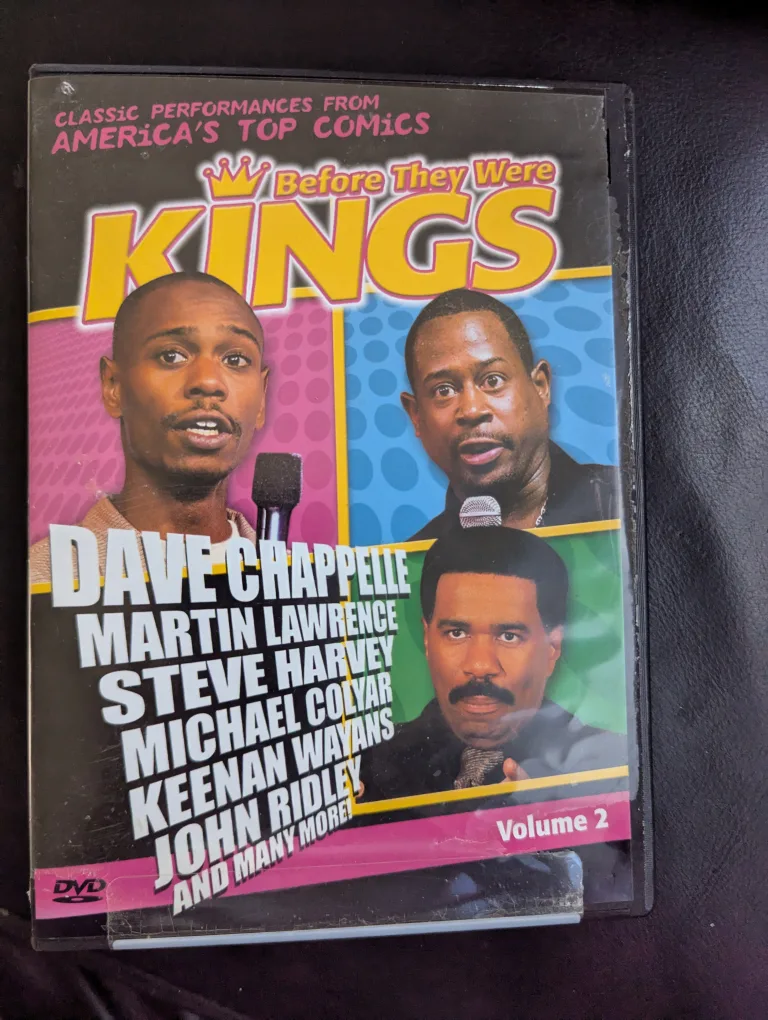 CLASSiC PERFORMANCES FROM
AMERiCA'S TOP COMiCS
Before They Were
KiNGS
DAVE CHAPPELLE
MARTIN LAWRENCE
STEVE HARVEY
MICHAEL COLYAR
KEENAN WAYANS
JOHN RIDLEY
AND MANY MORE!
Volume 2
DVD